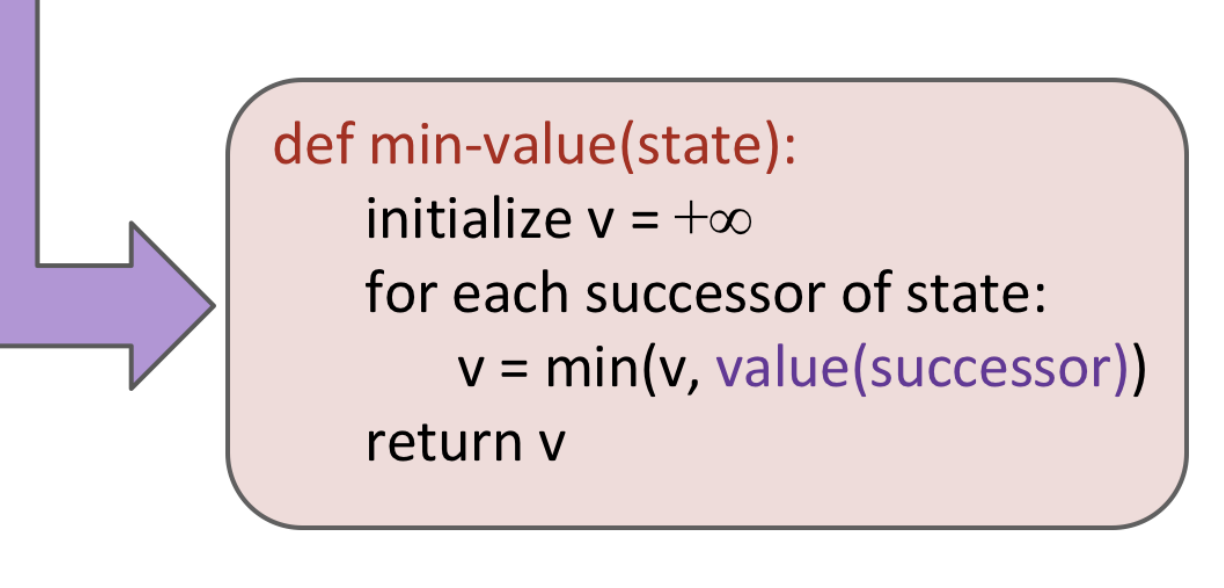 def min-value(state):
initialize v = +∞
for each successor of state:
v = min(v, value(successor))
return v